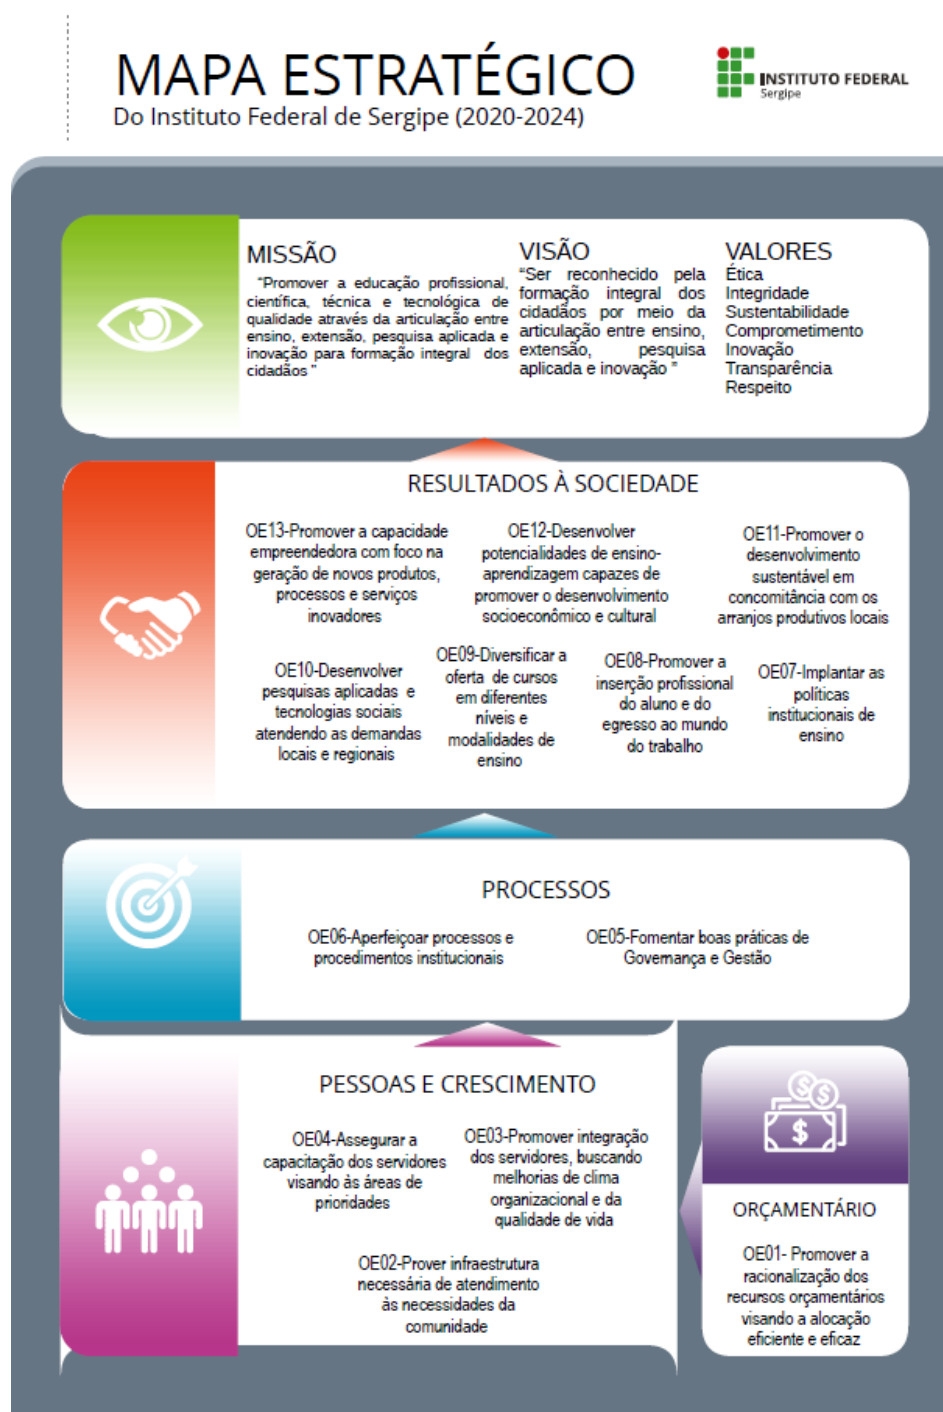 MAPA ESTRATÉGICO
Do Instituto Federal de Sergipe (2020-2024)
INSTITUTO FEDERAL
Sergipe
MISSÃO
“Promover a educação profissional,
científica, técnica e tecnológica de
qualidade através da articulação entre
ensino, extensão, pesquisa aplicada e
inovação para formação integral dos
cidadãos ”
VISÃO
“Ser reconhecido pela
formação integral dos
cidadãos por meio da
articulação entre ensino,
extensão, pesquisa
aplicada e inovação ”
VALORES
Ética
Integridade
Sustentabilidade
Comprometimento
Inovação
Transparência
Respeito
RESULTADOS À SOCIEDADE
OE13-Promover a capacidade
empreendedora com foco na
geração de novos produtos,
processos e serviços
inovadores
OE12-Desenvolver
potencialidades de ensino-
aprendizagem capazes de
promover o desenvolvimento
socioeconômico e cultural
OE11-Promover o
desenvolvimento
sustentável em
concomitância com os
arranjos produtivos locais
OE10-Desenvolver
pesquisas aplicadas e
tecnologias sociais
atendendo as demandas
locais e regionais
OE09-Diversificar a
oferta de cursos
em diferentes
níveis e
modalidades de
ensino
OE08-Promover a
inserção profissional
do aluno e do
egresso ao mundo
do trabalho
OE07-Implantar as
políticas
institucionais de
ensino
PROCESSOS
OE06-Aperfeiçoar processos e
procedimentos institucionais
OE05-Fomentar boas práticas de
Governança e Gestão
PESSOAS E CRESCIMENTO
OE04-Assegurar a
capacitação dos servidores
visando às áreas de
prioridades
OE03-Promover integração
dos servidores, buscando
melhorias de clima
organizacional e da
qualidade de vida
OE02-Prover infraestrutura
necessária de atendimento
às necessidades da
comunidade
ORÇAMENTÁRIO
OE01- Promover a
racionalização dos
recursos orçamentários
visando a alocação
eficiente e eficaz